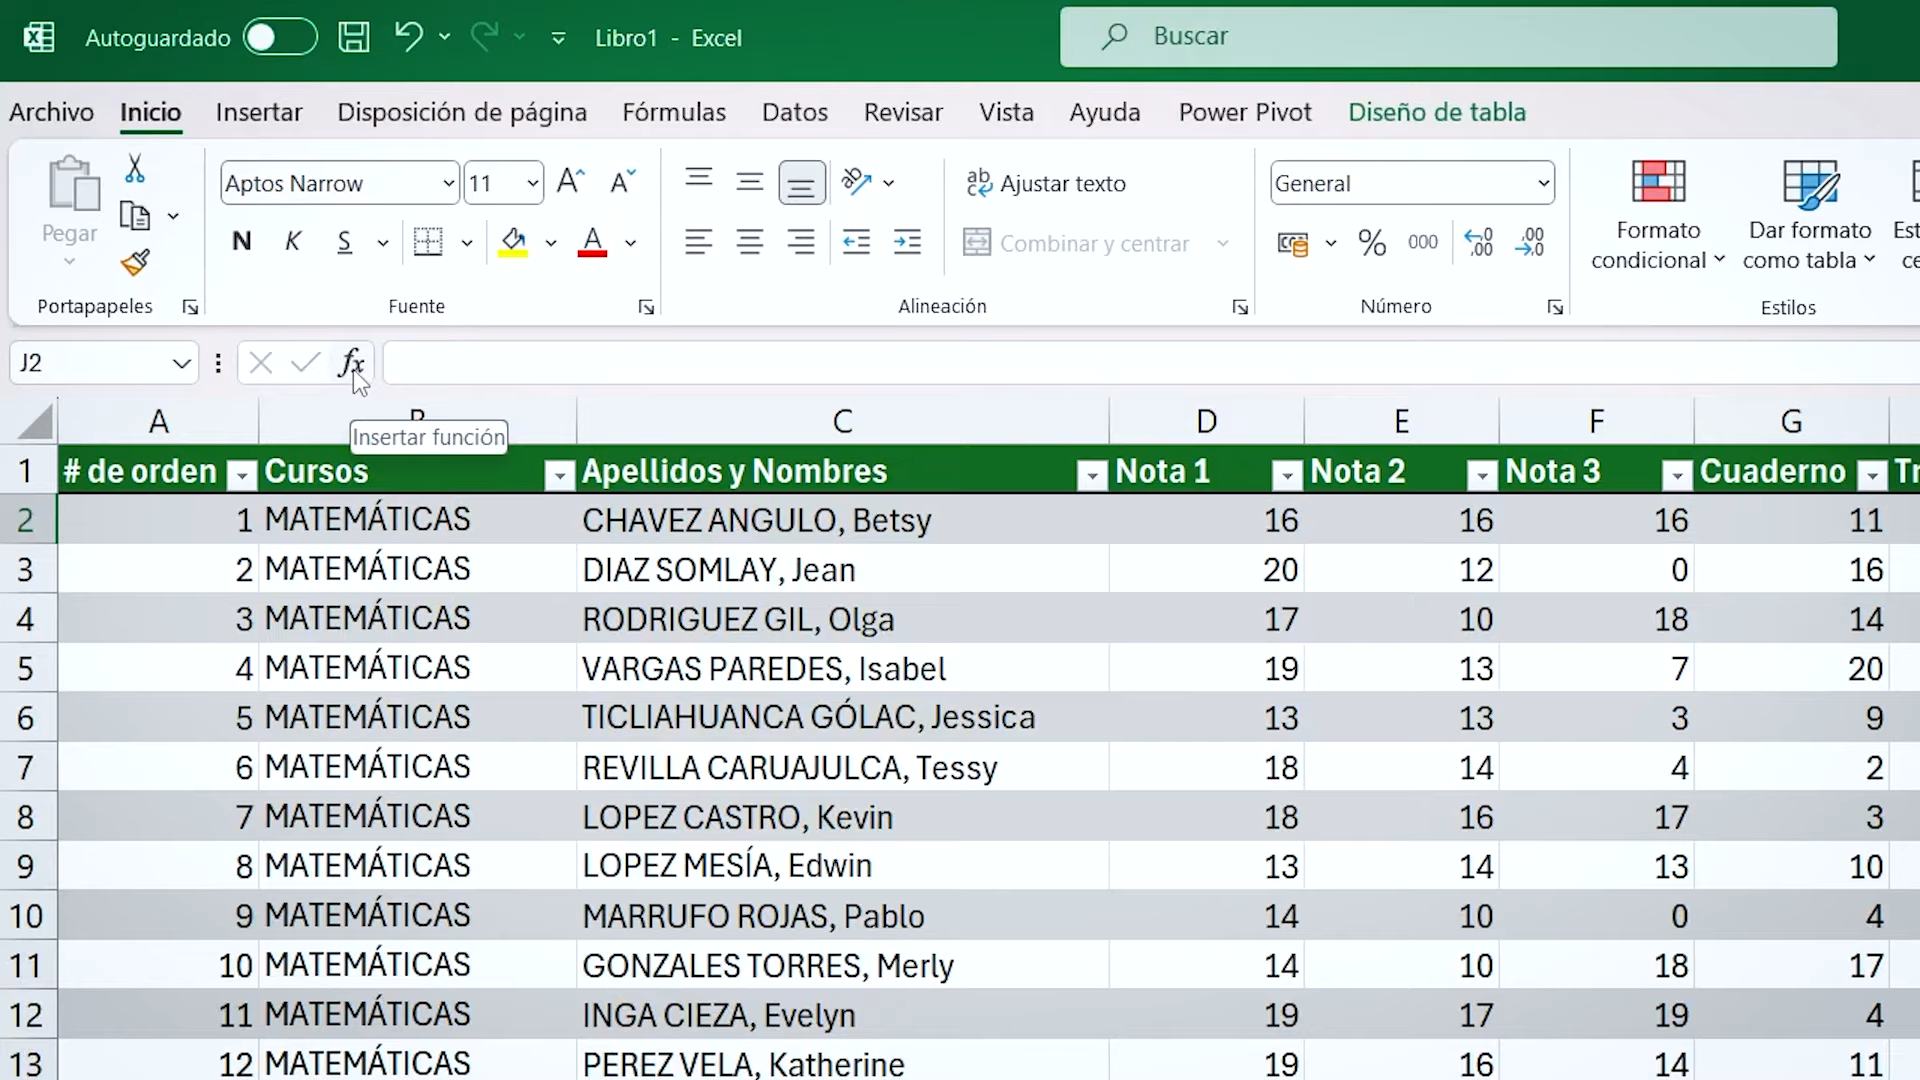 Autoguardado Libro1 - Excel Buscar
Archivo Inicio Insertar Disposición de página Fórmulas Datos Revisar Vista Ayuda Power Pivot Diseño de tabla
Pegar
Aptos Narrow 11
N K S A
Ajustar texto
Combinar y centrar
General
% 000
Formato condicional
Dar formato como tabla
Portapapeles Fuente Alineación Número Estilos
J2 fx
Insertar función
A C D E F G
1 # de orden Cursos Apellidos y Nombres Nota 1 Nota 2 Nota 3 Cuaderno
2 1 MATEMÁTICAS CHAVEZ ANGULO, Betsy 16 16 16 11
3 2 MATEMÁTICAS DIAZ SOMLAY, Jean 20 12 0 16
4 3 MATEMÁTICAS RODRIGUEZ GIL, Olga 17 10 18 14
5 4 MATEMÁTICAS VARGAS PAREDES, Isabel 19 13 7 20
6 5 MATEMÁTICAS TICLIAHUANCA GÓLAC, Jessica 13 13 3 9
7 6 MATEMÁTICAS REVILLA CARUAJULCA, Tessy 18 14 4 2
8 7 MATEMÁTICAS LOPEZ CASTRO, Kevin 18 16 17 3
9 8 MATEMÁTICAS LOPEZ MESÍA, Edwin 13 14 13 10
10 9 MATEMÁTICAS MARRUFO ROJAS, Pablo 14 10 0 4
11 10 MATEMÁTICAS GONZALES TORRES, Merly 14 10 18 17
12 11 MATEMÁTICAS INGA CIEZA, Evelyn 19 17 19 4
13 12 MATEMÁTICAS PEREZ VELA, Katherine 19 16 14 11